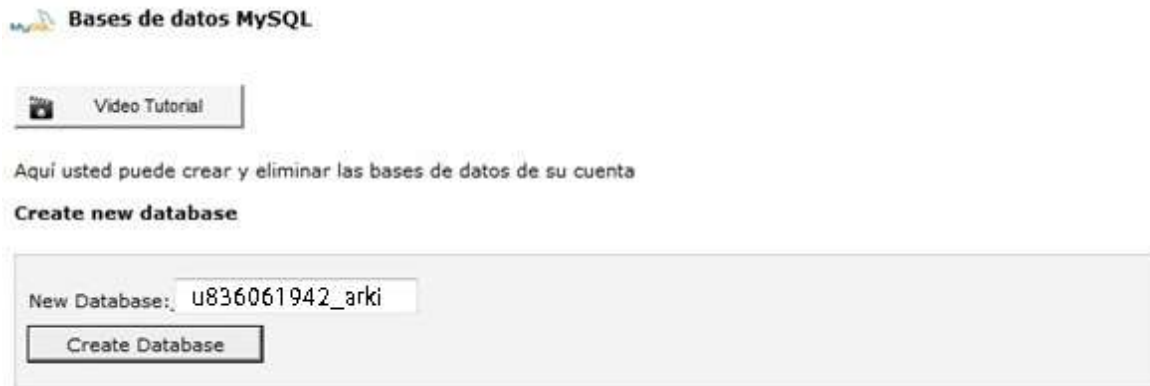 MySQL Bases de datos MySQL
Video Tutorial
Aquí usted puede crear y eliminar las bases de datos de su cuenta
Create new database
New Database: u836061942_arki
Create Database